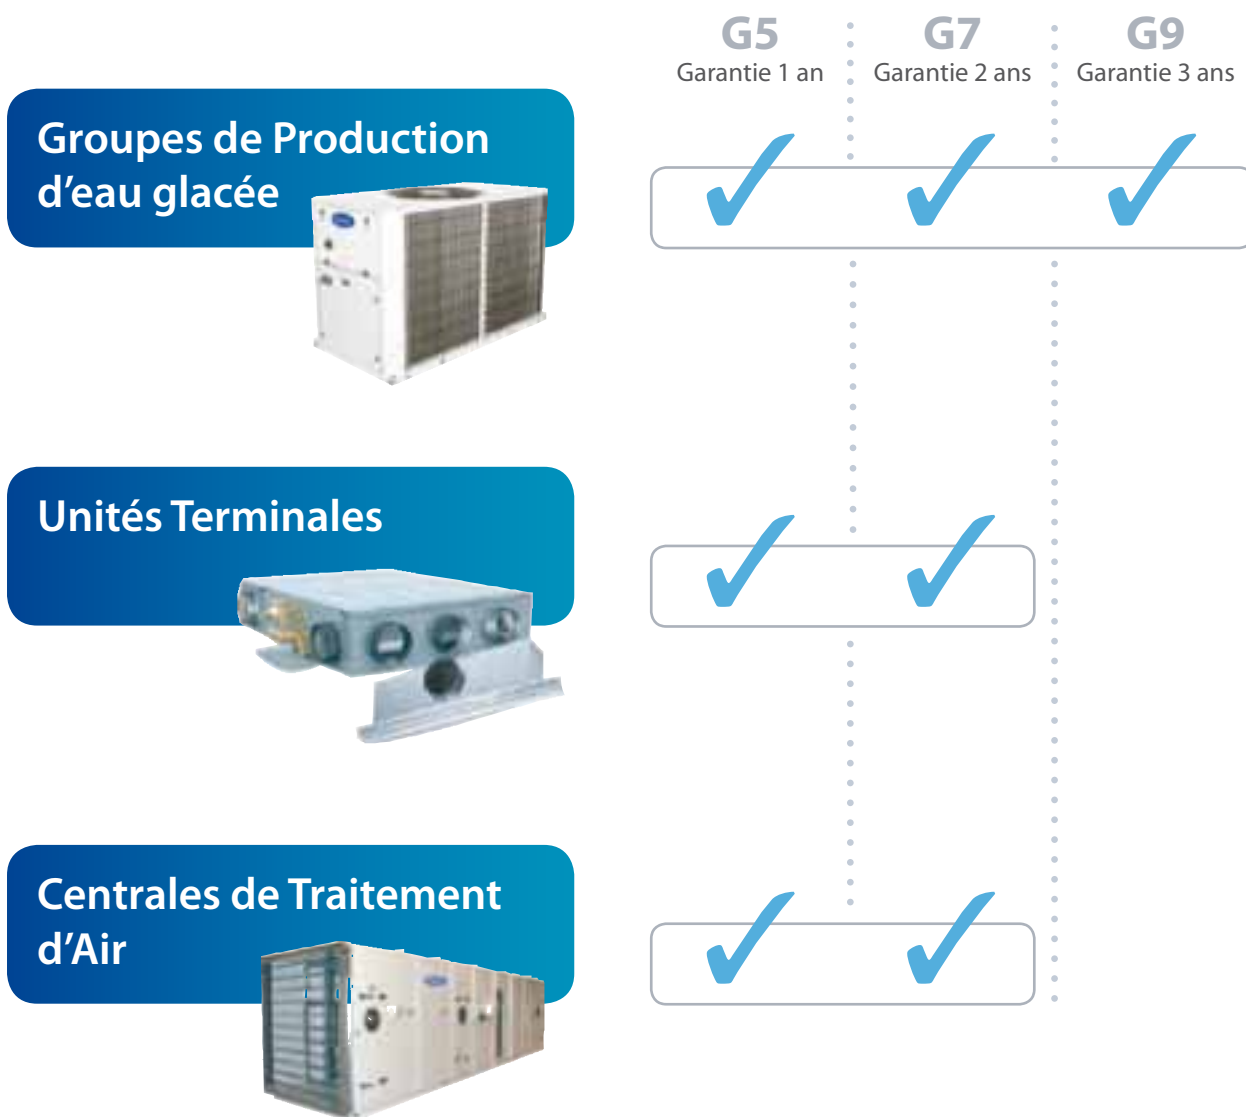 G5 G7 G9
Garantie 1 an Garantie 2 ans Garantie 3 ans
Groupes de Production
d’eau glacée
Unités Terminales
Centrales de Traitement
d’Air